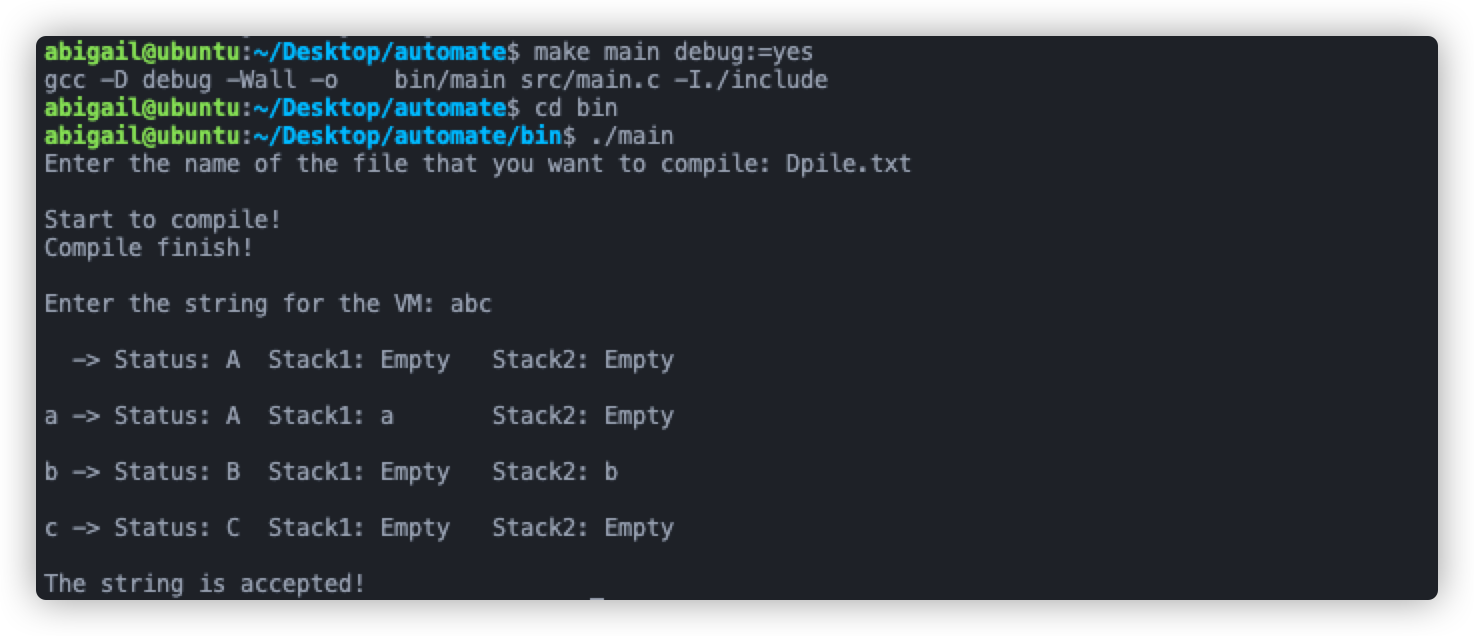 abigail@ubuntu:~/Desktop/automate$ make main debug:=yes
gcc -D debug -Wall -o    bin/main src/main.c -I./include
abigail@ubuntu:~/Desktop/automate$ cd bin
abigail@ubuntu:~/Desktop/automate/bin$ ./main
Enter the name of the file that you want to compile: Dpile.txt
Start to compile!
Compile finish!
Enter the string for the VM: abc
  -> Status: A  Stack1: Empty   Stack2: Empty
a -> Status: A  Stack1: a       Stack2: Empty
b -> Status: B  Stack1: Empty   Stack2: b
c -> Status: C  Stack1: Empty   Stack2: Empty
The string is accepted!